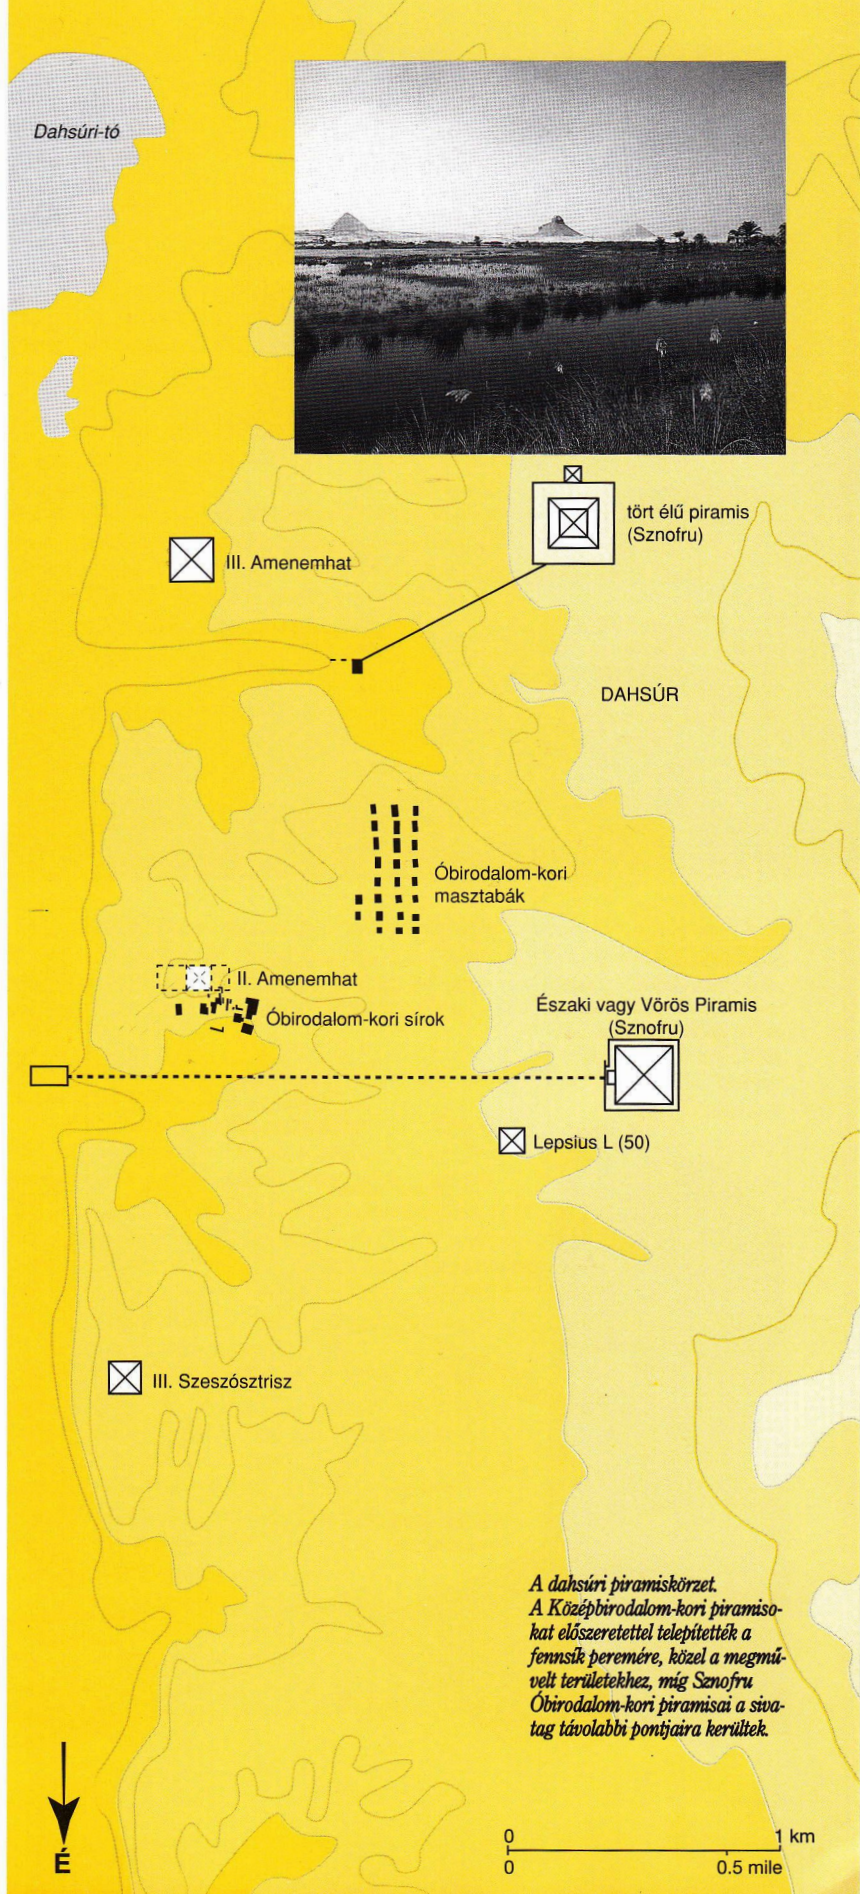 Dahsúri-tó
tört élű piramis
(Sznofru)
III. Amenemhat
DAHSÚR
Óbirodalom-kori
masztabák
II. Amenemhat
Óbirodalom-kori sírok
Északi vagy Vörös Piramis
(Sznofru)
Lepsius L (50)
III. Szeszósztrisz
A dahsúri piramiskörzet.
A Középbirodalom-kori piramiso-
kat előszeretettel telepítették a
fennsík peremére, közel a megmű-
velt területekhez, míg Sznofru
Óbirodalom-kori piramisai a siva-
tag távolabbi pontjaira kerültek.
É
0 1 km
0 0.5 mile